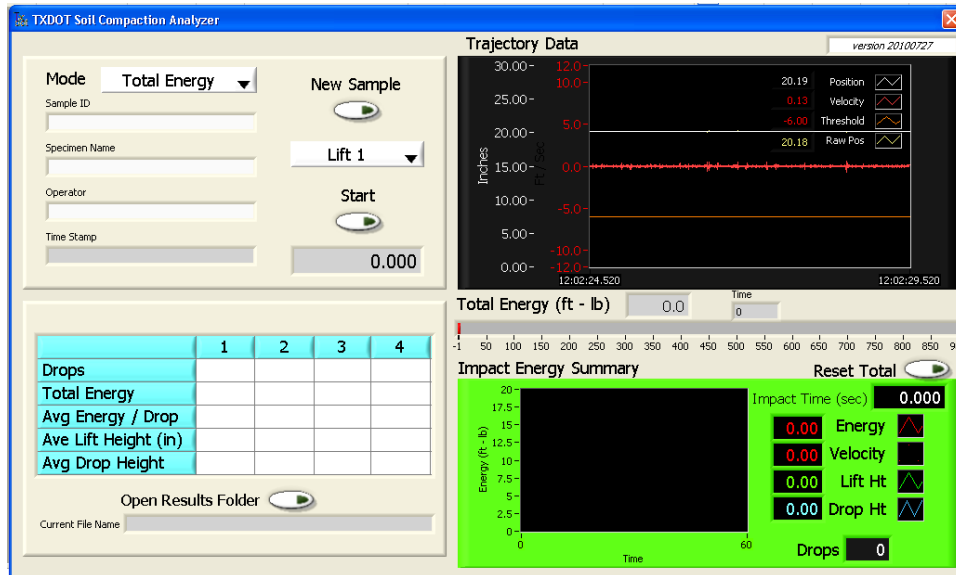 TXDOT Soil Compaction Analyzer
Mode
Total Energy
New Sample
Sample ID
Specimen Name
Lift 1
Operator
Start
Time Stamp
0.000
Trajectory Data
version 20100727
30.00-
25.00-
20.00-
15.00-
10.00-
5.00-
0.00-
Inches
12.0-
10.0-
5.0-
0.0-
-5.0-
-10.0-
-12.0-
Ft / Sec
20.19 Position
0.13 Velocity
-6.00 Threshold
20.18 Raw Pos
12:02:24.520
12:02:29.520
Total Energy (ft - lb)
0.0
Time
0
-1 50 100 150 200 250 300 350 400 450 500 550 600 650 700 750 800 850
1 2 3 4
Drops
Total Energy
Avg Energy / Drop
Ave Lift Height (in)
Avg Drop Height
Open Results Folder
Current File Name
Impact Energy Summary
Reset Total
20-
17.5-
15-
12.5-
10-
7.5-
5-
2.5-
0-
Energy (ft - lb)
0
60
Time
Impact Time (sec) 0.000
0.00 Energy
0.00 Velocity
0.00 Lift Ht
0.00 Drop Ht
Drops 0